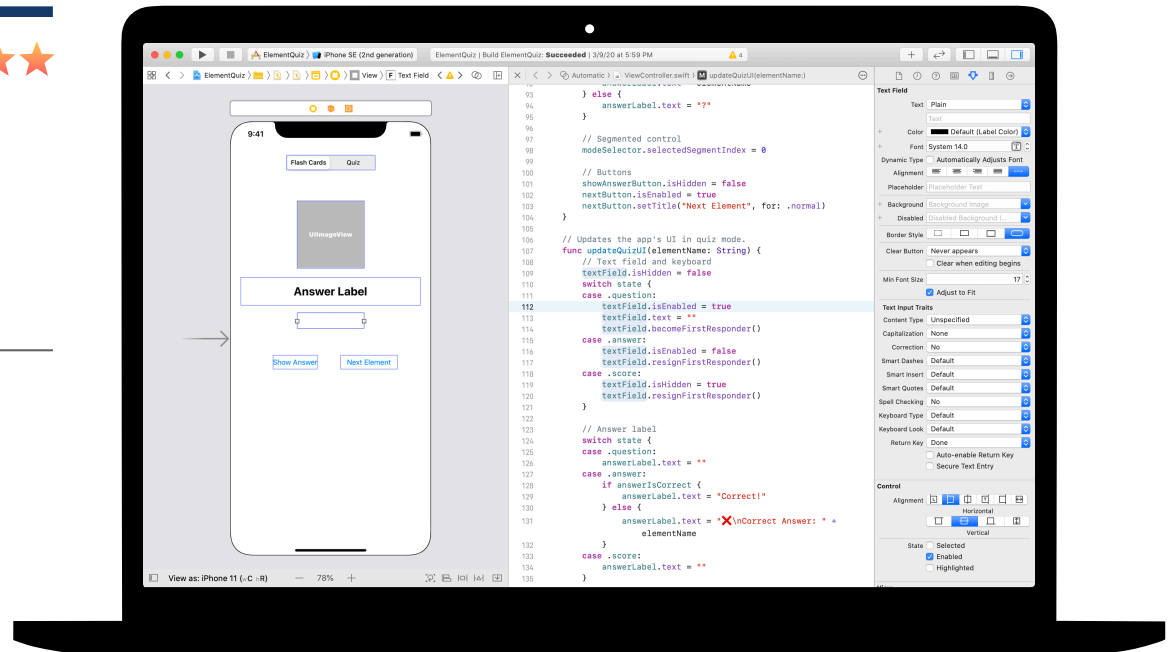 ElementQuiz iPhone SE (2nd generation)
ElementQuiz | Build ElementQuiz: Succeeded | 3/9/20 at 5:59 PM
4
ElementQuiz View F Text Field
Automatic ViewController.swift M updateQuizUI(elementName:)
9:41
Flash Cards Quiz
UIImageView
Answer Label
Show Answer Next Element
View as: iPhone 11 (wC hR) — 78% +
93 } else {
94 answerLabel.text = "?"
95 }
96
97 // Segmented control
98 modeSelector.selectedSegmentIndex = 0
99
100 // Buttons
101 showAnswerButton.isHidden = false
102 nextButton.isEnabled = true
103 nextButton.setTitle("Next Element", for: .normal)
104 }
105
106 // Updates the app's UI in quiz mode.
107 func updateQuizUI(elementName: String) {
108 // Text field and keyboard
109 textField.isHidden = false
110 switch state {
111 case .question:
112 textField.isEnabled = true
113 textField.text = ""
114 textField.becomeFirstResponder()
115 case .answer:
116 textField.isEnabled = false
117 textField.resignFirstResponder()
118 case .score:
119 textField.isHidden = true
120 textField.resignFirstResponder()
121 }
122
123 // Answer label
124 switch state {
125 case .question:
126 answerLabel.text = ""
127 case .answer:
128 if answerIsCorrect {
129 answerLabel.text = "Correct!"
130 } else {
131 answerLabel.text = "❌\nCorrect Answer: " +
elementName
132 }
133 case .score:
134 answerLabel.text = ""
135 }
Text Field
Text Plain
Text
Color Default (Label Color)
Font System 14.0
Dynamic Type Automatically Adjusts Font
Alignment
Placeholder Placeholder Text
Background Background Image
Disabled Disabled Background I...
Border Style
Clear Button Never appears
Clear when editing begins
Min Font Size 17
Adjust to Fit
Text Input Traits
Content Type Unspecified
Capitalization None
Correction No
Smart Dashes Default
Smart Insert Default
Smart Quotes Default
Spell Checking No
Keyboard Type Default
Keyboard Look Default
Return Key Done
Auto-enable Return Key
Secure Text Entry
Control
Alignment
Horizontal
Vertical
State Selected
Enabled
Highlighted